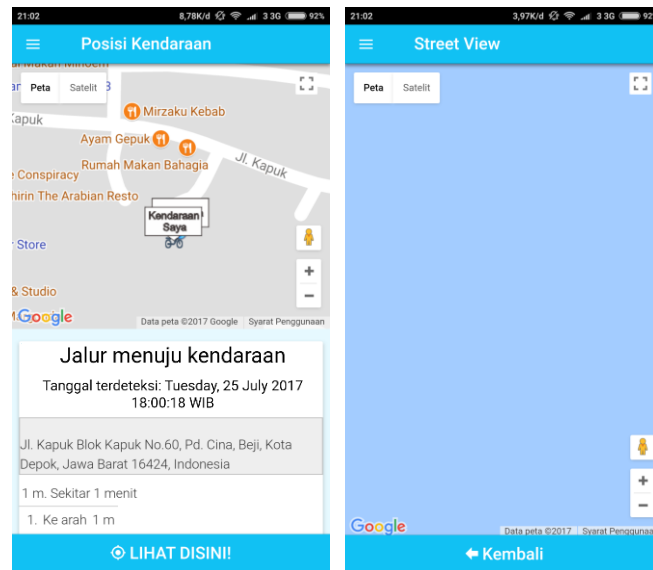 21:02
8,78K/d
3 3G
92%
Posisi Kendaraan
Peta
Satelit
Mirzaku Kebab
Kapuk
Ayam Gepuk
Jl. Kapuk
Rumah Makan Bahagia
Conspiracy
hirin The Arabian Resto
Kendaraan
Saya
Store
& Studio
Google
Data peta ©2017 Google
Syarat Penggunaan
Jalur menuju kendaraan
Tanggal terdeteksi: Tuesday, 25 July 2017
18:00:18 WIB
Jl. Kapuk Blok Kapuk No.60, Pd. Cina, Beji, Kota
Depok, Jawa Barat 16424, Indonesia
1 m. Sekitar 1 menit
1. Ke arah 1 m
LIHAT DISINI!
21:02
3,97K/d
3 3G
92
Street View
Peta
Satelit
Google
Data peta ©2017
Syarat Penggunaa
Kembali